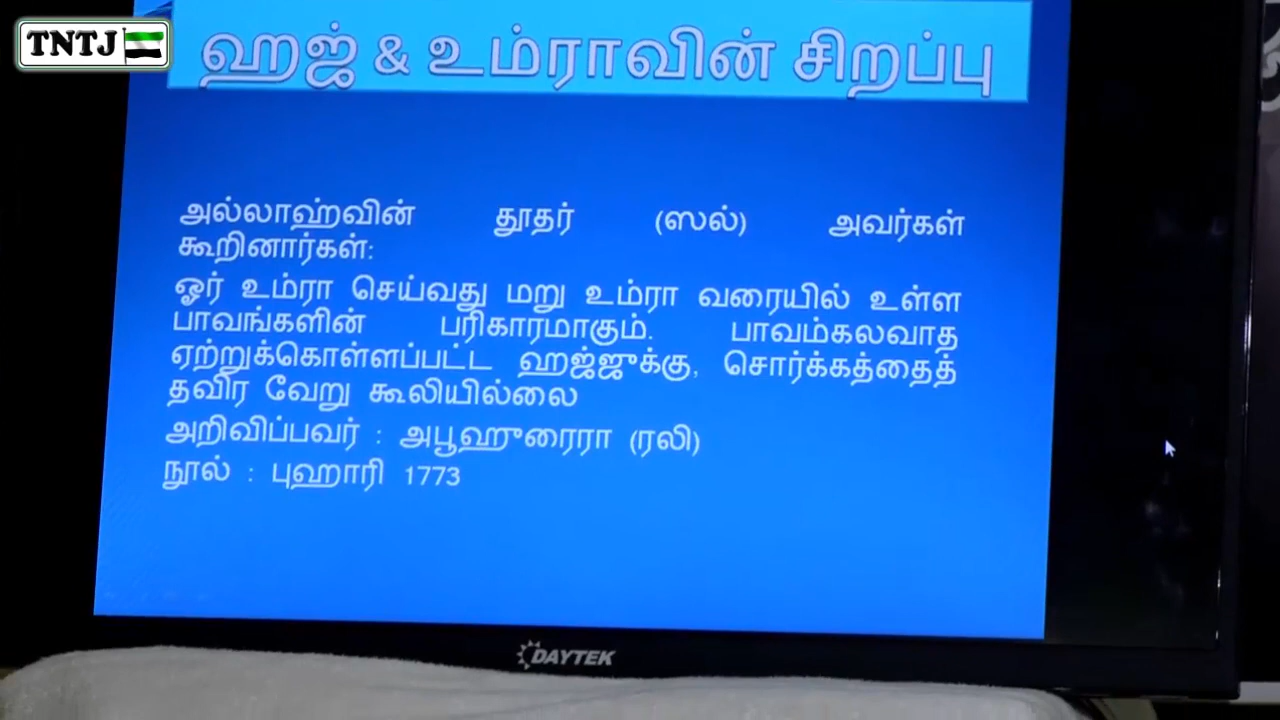 TNTJ
ஹஜ் & உம்ராவின் சிறப்பு
அல்லாஹ்வின் தூதர் (ஸல்) அவர்கள்
கூறினார்கள்:
ஓர் உம்ரா செய்வது மறு உம்ரா வரையில் உள்ள
பாவங்களின் பரிகாரமாகும். பாவம்கலவாத
ஏற்றுக்கொள்ளப்பட்ட ஹஜ்ஜுக்கு, சொர்க்கத்தைத்
தவிர வேறு கூலியில்லை
அறிவிப்பவர் : அபூஹுரைரா (ரலி)
நூல் : புஹாரி 1773
DAYTEK